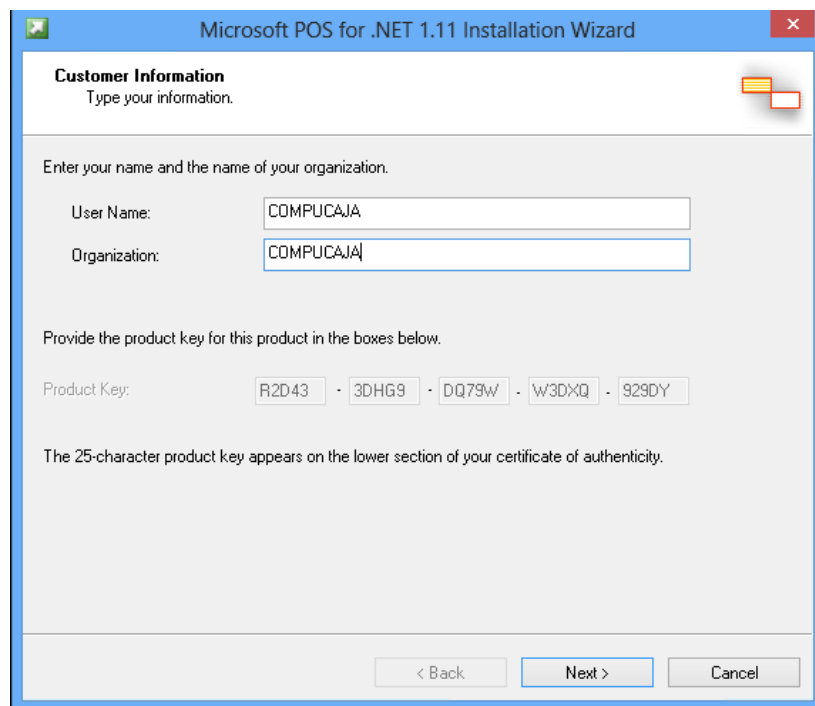 Microsoft POS for .NET 1.11 Installation Wizard
Customer Information
Type your information.
Enter your name and the name of your organization.
User Name: COMPUCAJA
Organization: COMPUCAJA
Provide the product key for this product in the boxes below.
Product Key: R2D43 - 3DHG9 - DQ79W - W3DXQ - 929DY
The 25-character product key appears on the lower section of your certificate of authenticity.
< Back Next > Cancel